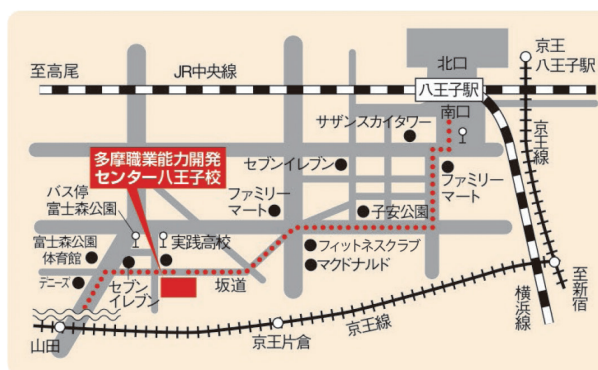 北口
京王
八王子駅
至高尾
JR中央線
八王子駅
南口
サザンスカイタワー
京王線
多摩職業能力開発
センター八王子校
セブンイレブン
ファミリー
マート
バス停
富士森公園
ファミリー
マート
子安公園
富士森公園
体育館
実践高校
フィットネスクラブ
マクドナルド
デニーズ
セブン
イレブン
坂道
至新宿
横浜線
山田
京王片倉
京王線